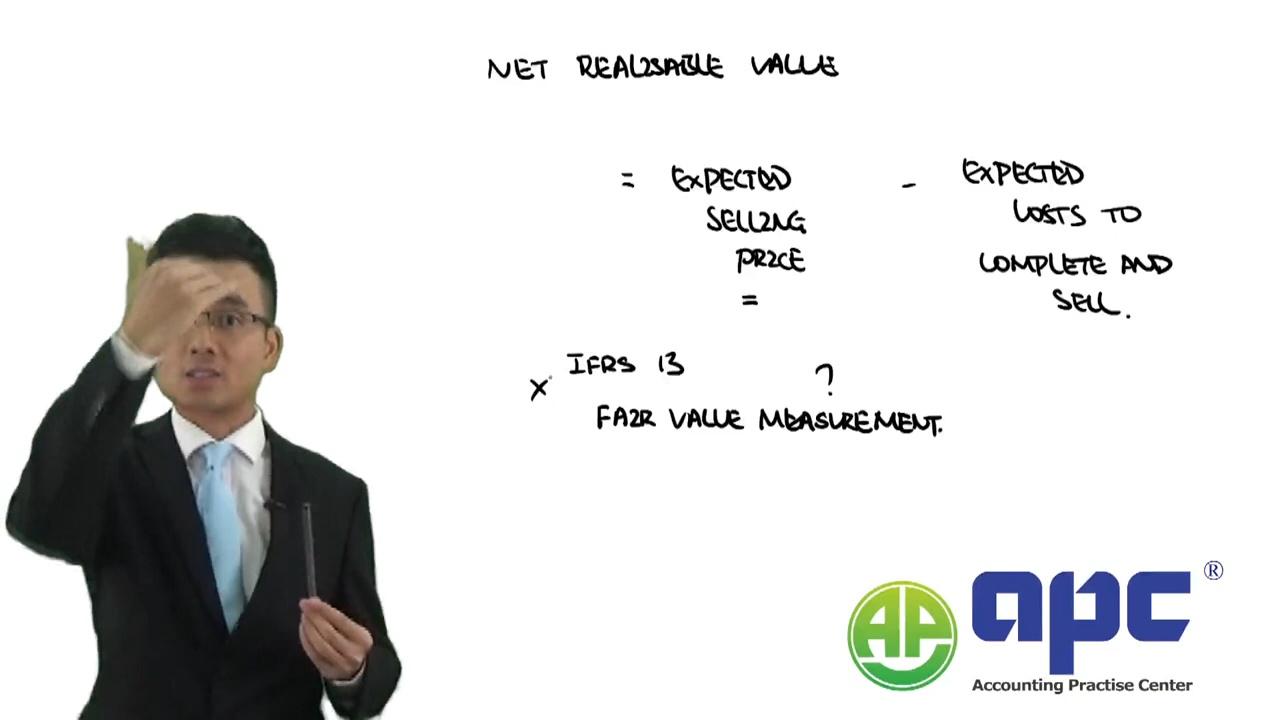 NET REALISABLE VALUE
= EXPECTED SELLING PRICE - EXPECTED COSTS TO COMPLETE AND SELL.
=
× IFRS 13 ?
FAIR VALUE MEASUREMENT.
AP apc ®
Accounting Practise Center